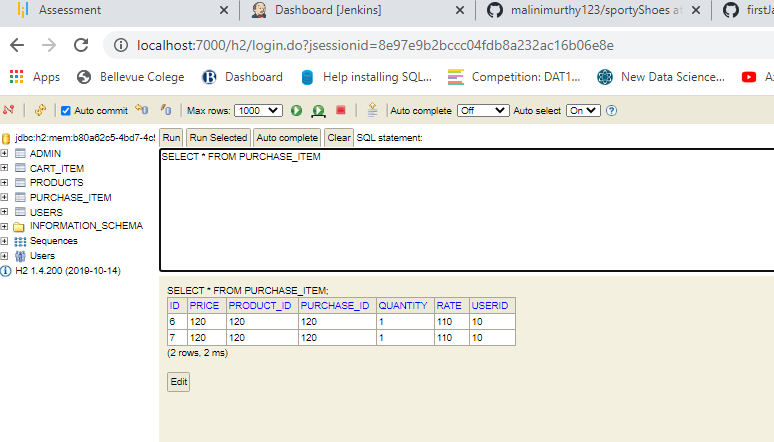 Assessment
Dashboard [Jenkins]
malinimurthy123/sportyShoes at
firstJa
localhost:7000/h2/login.do?jsessionid=8e97e9b2bccc04fdb8a232ac16b06e8e
Apps Bellevue Colege Dashboard Help installing SQL... Competition: DAT1... New Data Science... Az
Auto commit Max rows: 1000 Auto complete Off Auto select On
jdbc:h2:mem:b80a62c5-4bd7-4c5
ADMIN
CART_ITEM
PRODUCTS
PURCHASE_ITEM
USERS
INFORMATION_SCHEMA
Sequences
Users
H2 1.4.200 (2019-10-14)
Run Run Selected Auto complete Clear SQL statement:
SELECT * FROM PURCHASE_ITEM
SELECT * FROM PURCHASE_ITEM;
ID PRICE PRODUCT_ID PURCHASE_ID QUANTITY RATE USERID
6 120 120 120 1 110 10
7 120 120 120 1 110 10
(2 rows, 2 ms)
Edit